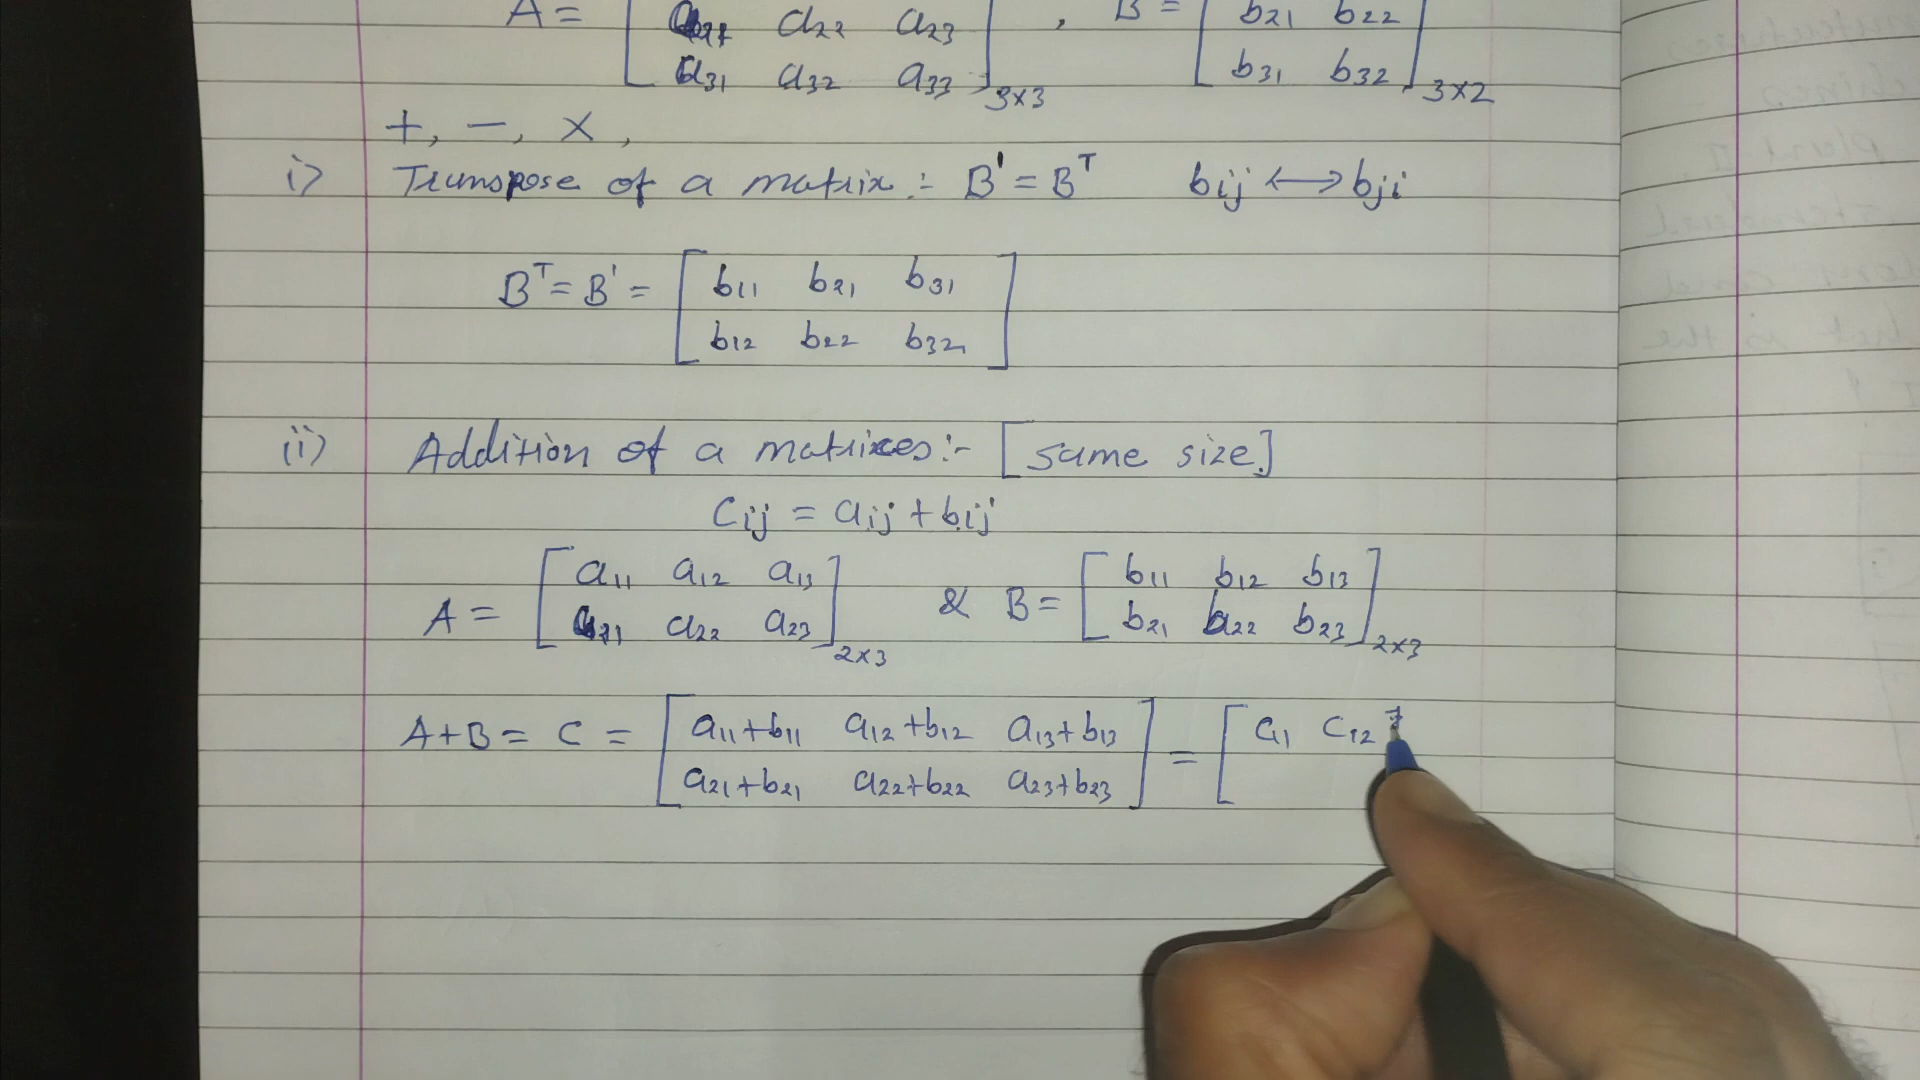 A = [ a21 a22 a23 , B = [ b21 b22
a31 a32 a33 ]3×3 b31 b32 ]3×2
+, −, ×,
i) Transpose of a matrix :- B' = Bᵀ bij ⟷ bji
Bᵀ = B' = [ b11 b21 b31
b12 b22 b32 ]
ii) Addition of a matrixces :- [same size]
Cij = aij + bij
A = [ a11 a12 a13 & B = [ b11 b12 b13
a21 a22 a23 ]2×3 b21 b22 b23 ]2×3
A+B = C = [ a11+b11 a12+b12 a13+b13 = [ C11 C12
a21+b21 a22+b22 a23+b23 ]